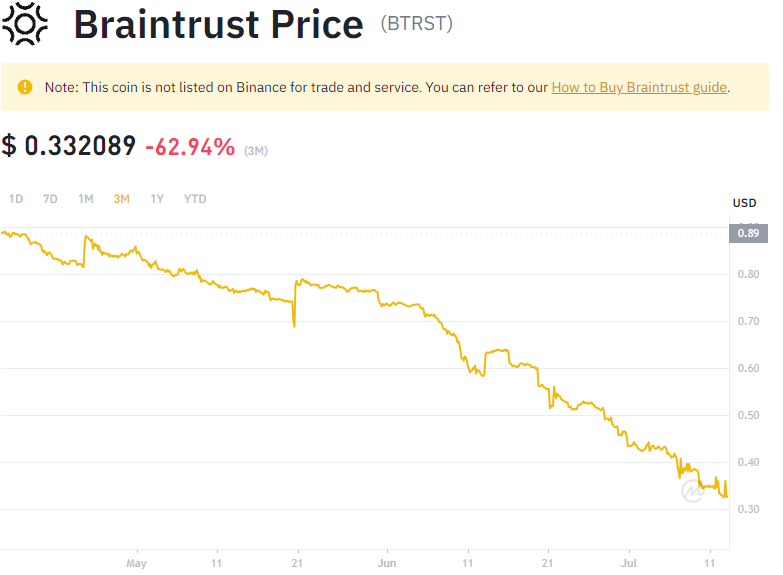 Braintrust Price (BTRST)
Note: This coin is not listed on Binance for trade and service. You can refer to our How to Buy Braintrust guide.
$ 0.332089 -62.94% (3M)
1D 7D 1M 3M 1Y YTD
USD
0.89
0.80
0.70
0.60
0.50
0.40
0.30
May 11 21 Jun 11 21 Jul 11